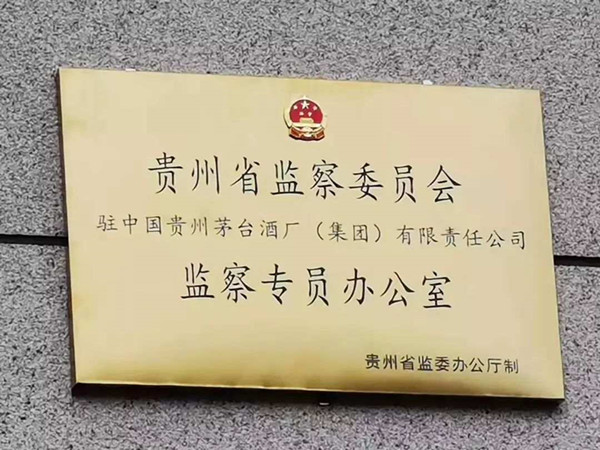 贵州省监察委员会
驻中国贵州茅台酒厂（集团）有限责任公司
监察专员办公室
贵州省监委办公厅制